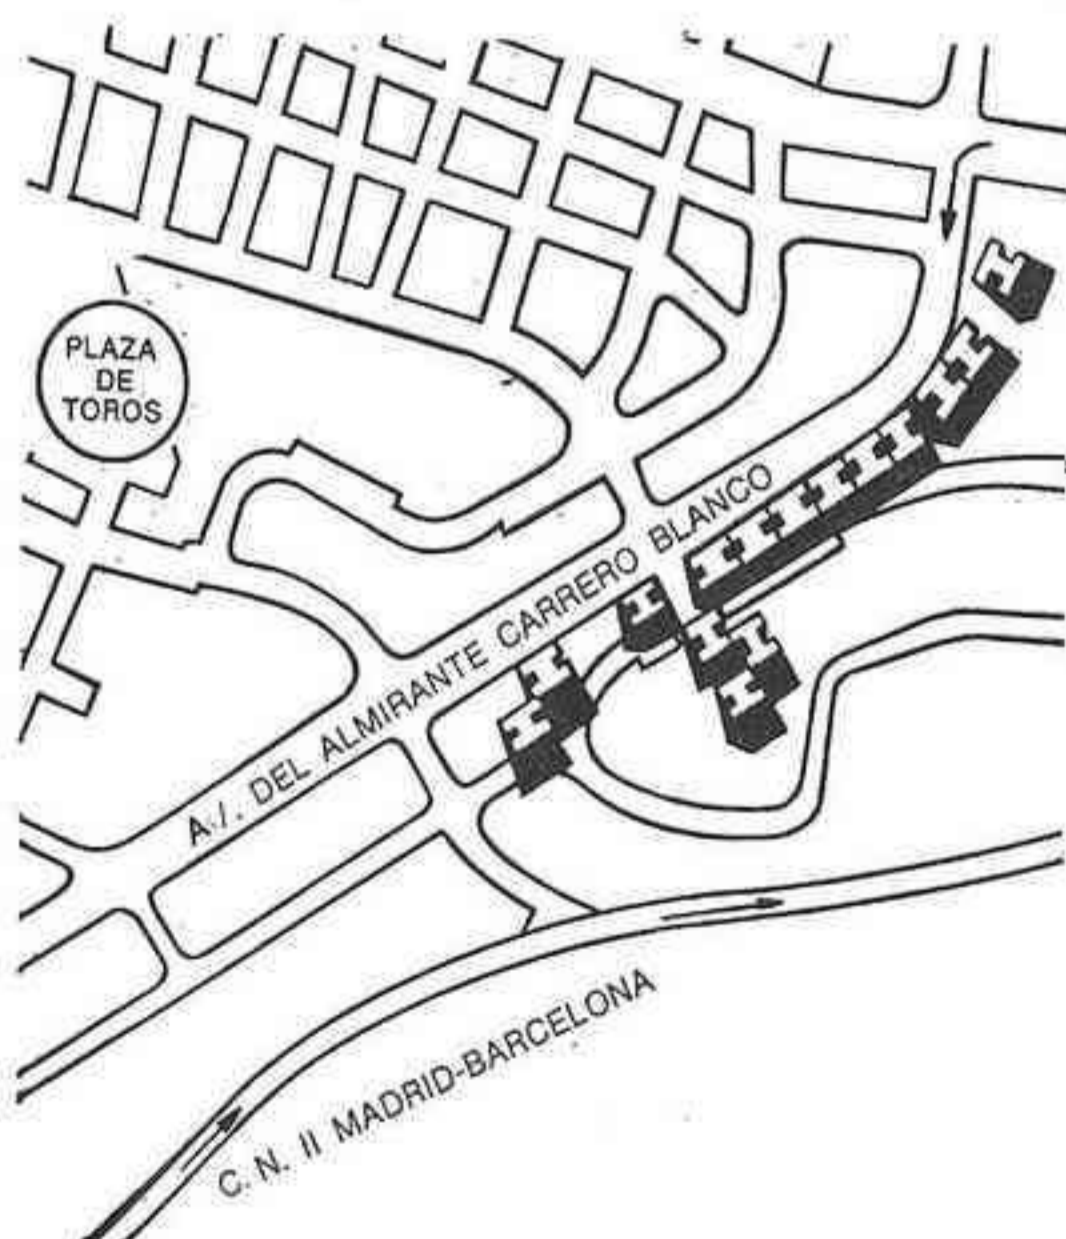 PLAZA
DE
TOROS
A/. DEL ALMIRANTE CARRERO BLANCO
C. N. II MADRID-BARCELONA